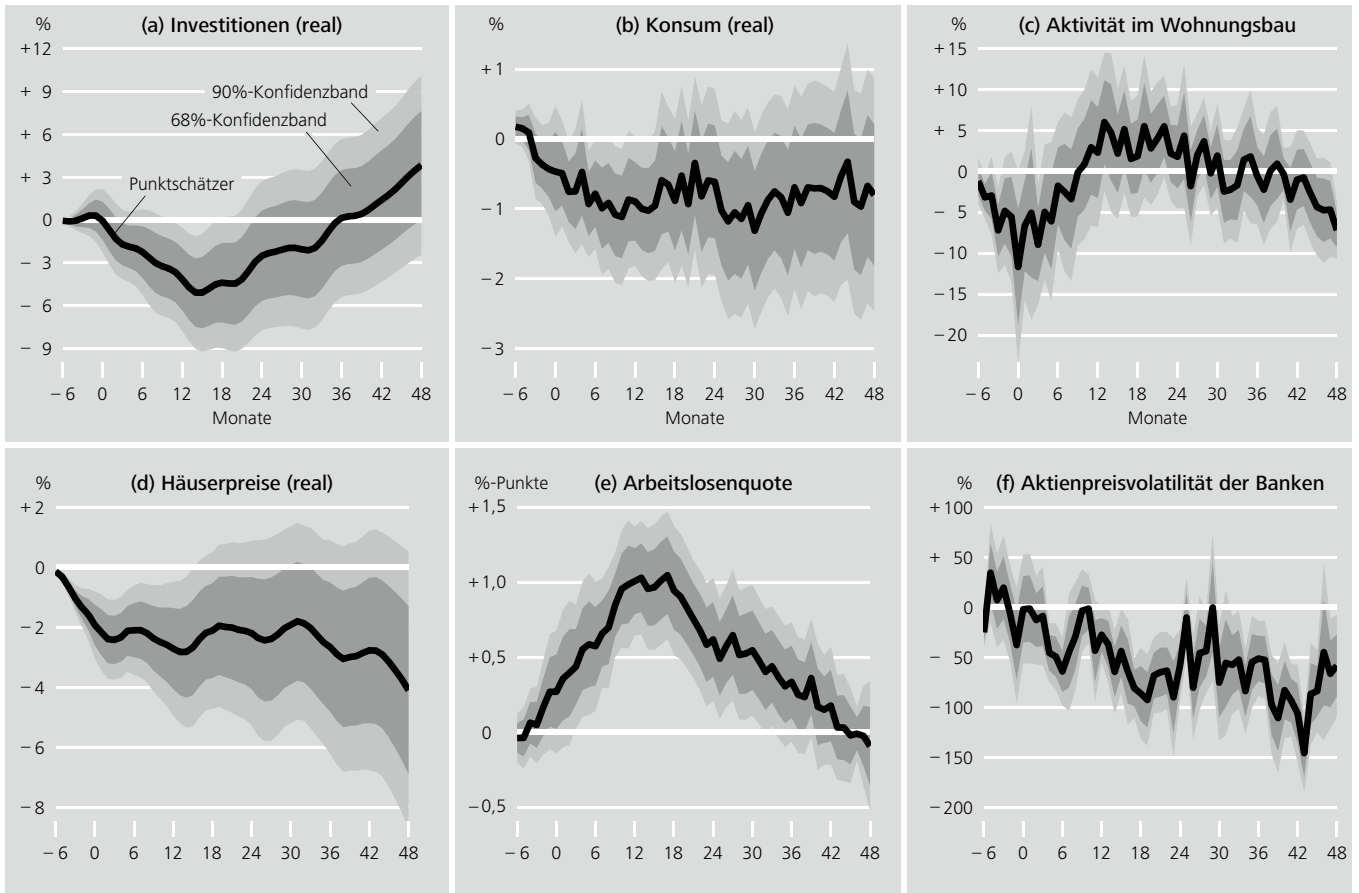 % (a) Investitionen (real)
+12
+ 9
90%-Konfidenzband
+ 6
68%-Konfidenzband
+ 3
Punktschätzer
0
− 3
− 6
− 9
− 6 0 6 12 18 24 30 36 42 48
Monate
% (b) Konsum (real)
+1
0
−1
−2
−3
− 6 0 6 12 18 24 30 36 42 48
Monate
% (c) Aktivität im Wohnungsbau
+15
+10
+ 5
0
− 5
−10
−15
−20
− 6 0 6 12 18 24 30 36 42 48
Monate
% (d) Häuserpreise (real)
+2
0
−2
−4
−6
−8
− 6 0 6 12 18 24 30 36 42 48
%-Punkte (e) Arbeitslosenquote
+1,5
+1,0
+0,5
0
−0,5
− 6 0 6 12 18 24 30 36 42 48
% (f) Aktienpreisvolatilität der Banken
+100
+ 50
0
− 50
−100
−150
−200
− 6 0 6 12 18 24 30 36 42 48